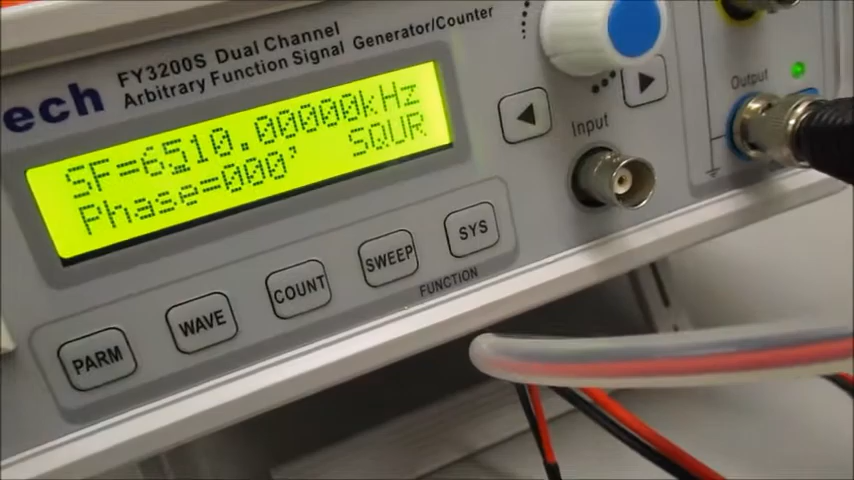 ech
FY3200S Dual Channel
Arbitrary/Function Signal Generator/Counter
SF=6510.00000kHz
Phase=000° SQUR
PARM
WAVE
COUNT
SWEEP
SYS
FUNCTION
Input
Output